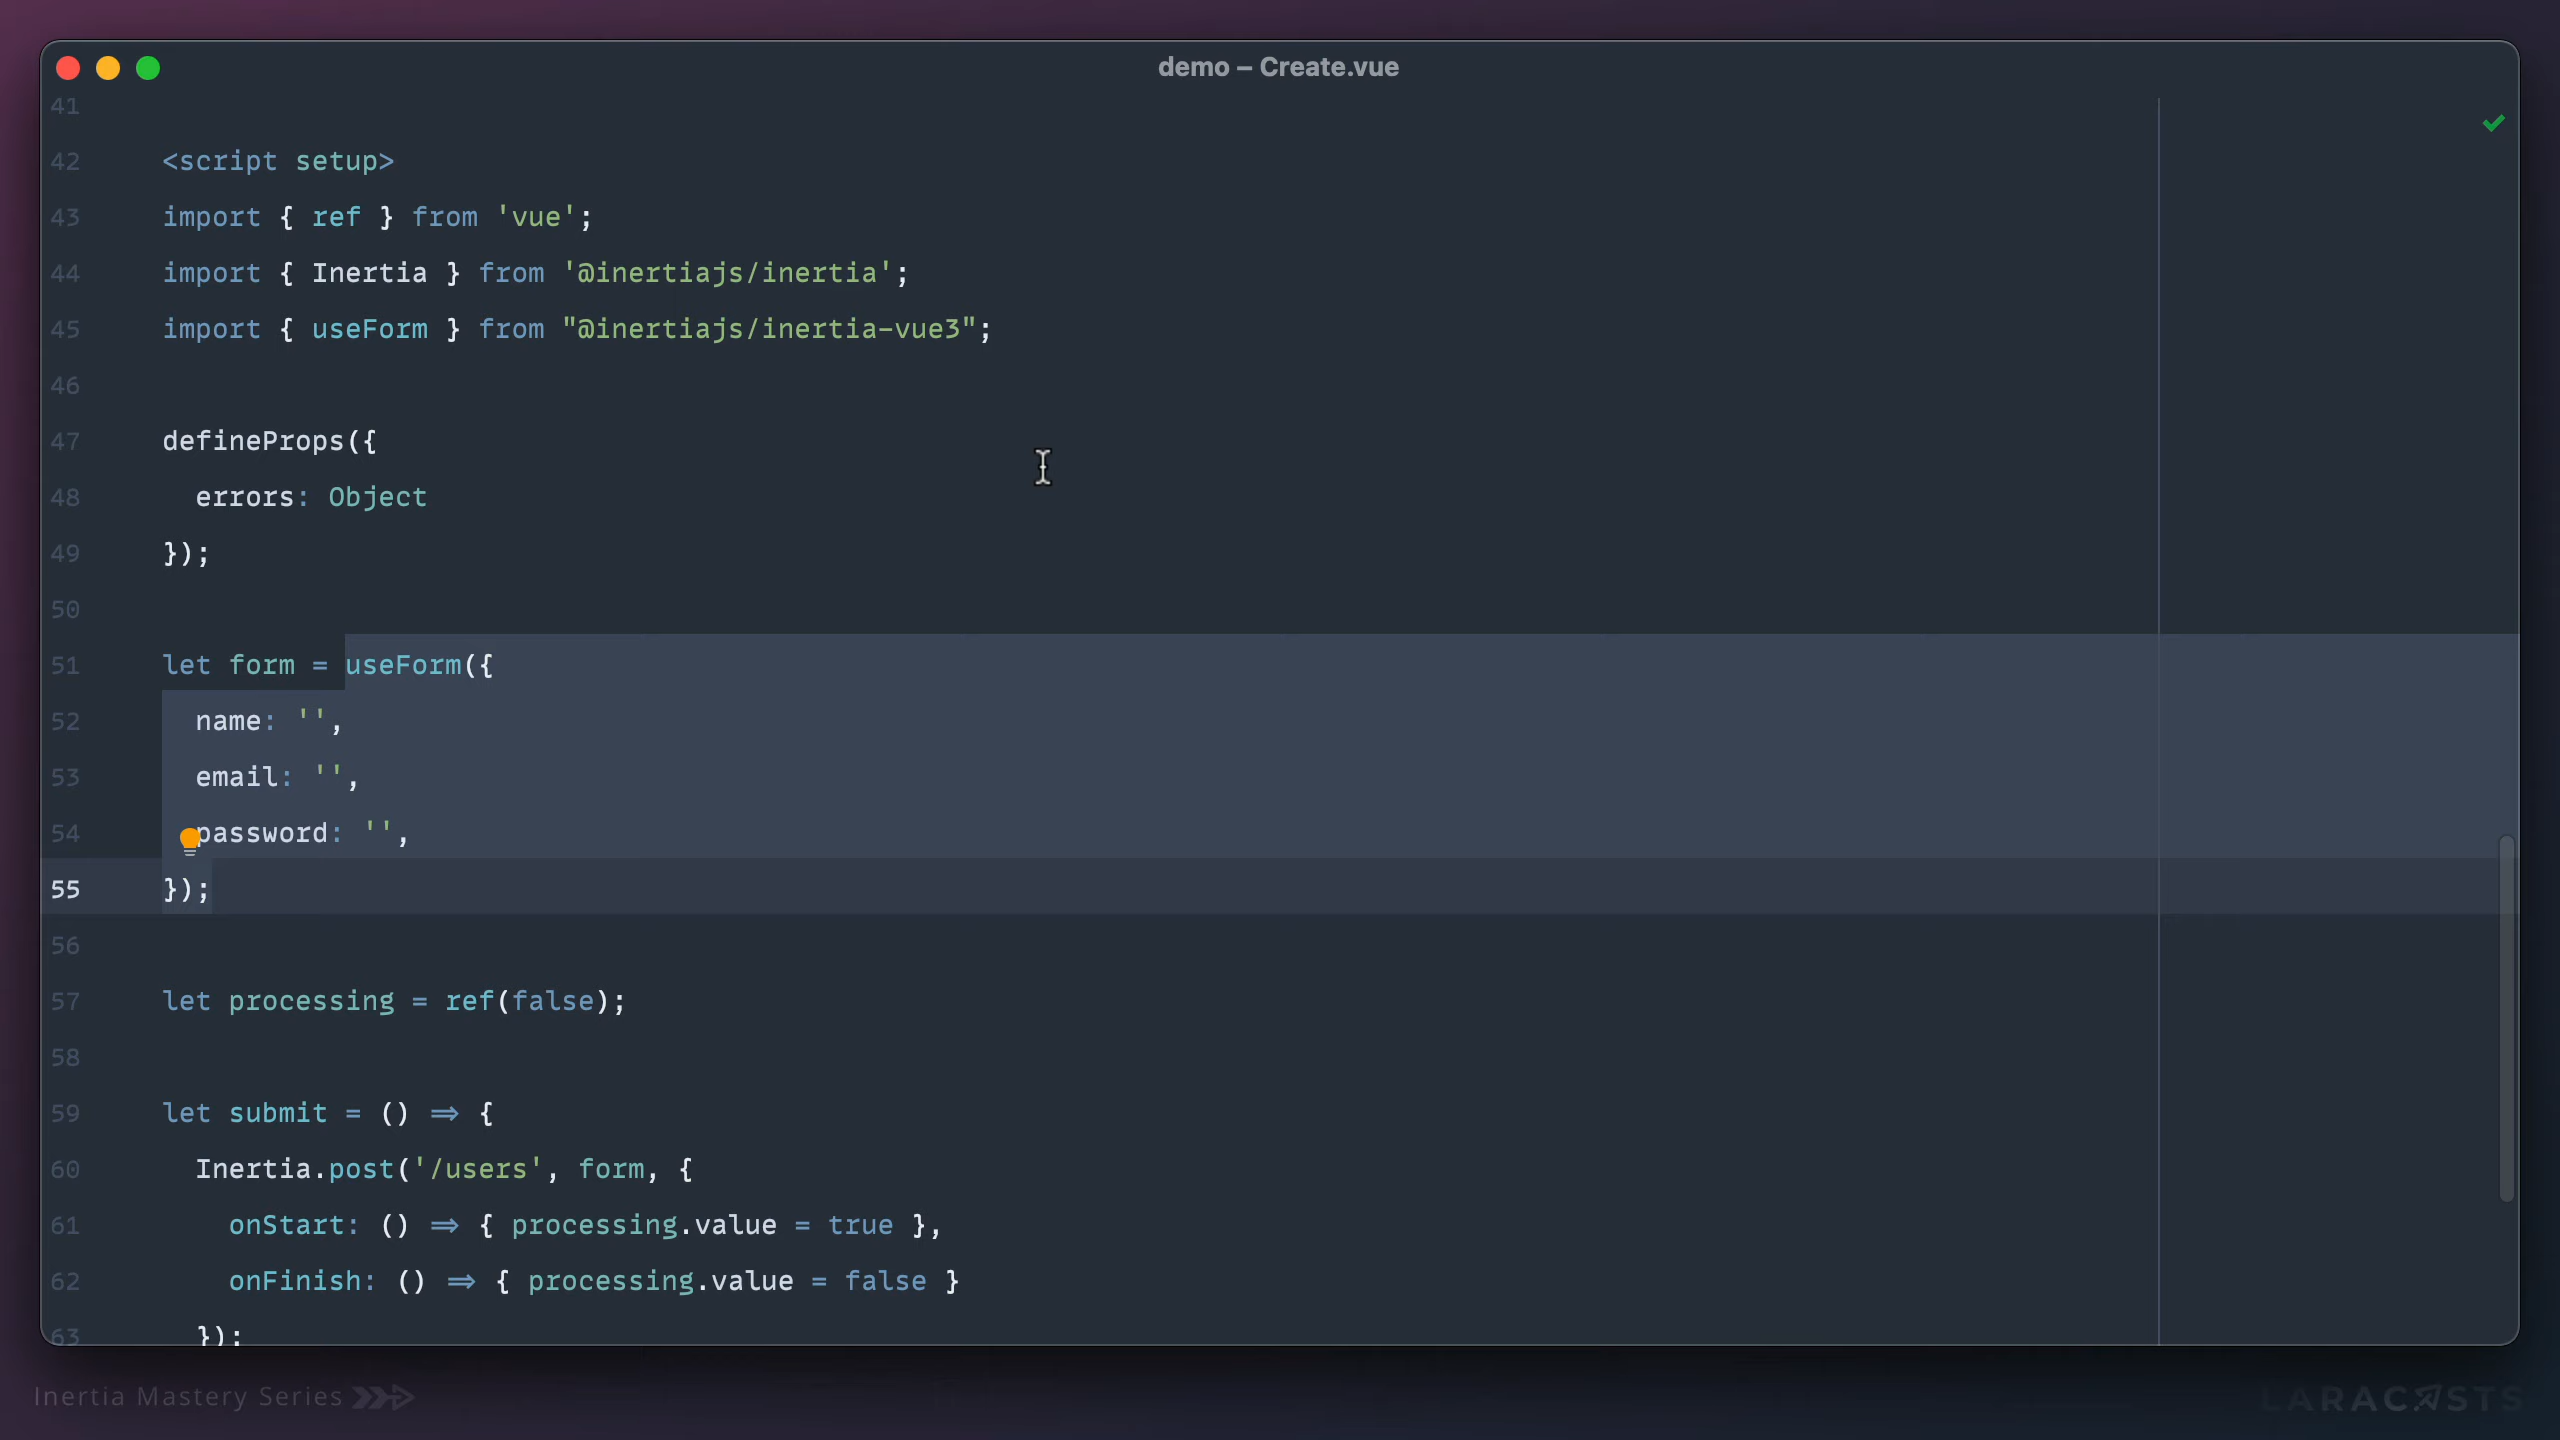 demo – Create.vue
41
42 <script setup>
43 import { ref } from 'vue';
44 import { Inertia } from '@inertiajs/inertia';
45 import { useForm } from "@inertiajs/inertia-vue3";
46
47 defineProps({
48   errors: Object
49 });
50
51 let form = useForm({
52   name: '',
53   email: '',
54   password: '',
55 });
56
57 let processing = ref(false);
58
59 let submit = () => {
60   Inertia.post('/users', form, {
61     onStart: () => { processing.value = true },
62     onFinish: () => { processing.value = false }
63   });
Inertia Mastery Series
LARACASTS